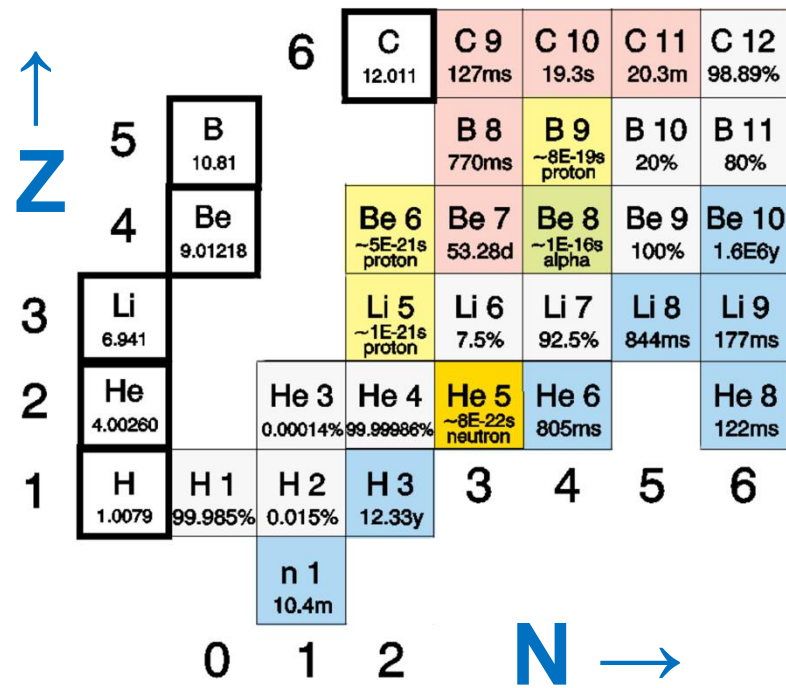 6 C C 9 C 10 C 11 C 12
12.011 127ms 19.3s 20.3m 98.89%
5 B B 8 B 9 B 10 B 11
10.81 770ms ~8E-19s proton 20% 80%
Z
4 Be Be 6 Be 7 Be 8 Be 9 Be 10
9.01218 ~5E-21s proton 53.28d ~1E-16s alpha 100% 1.6E6y
3 Li Li 5 Li 6 Li 7 Li 8 Li 9
6.941 ~1E-21s proton 7.5% 92.5% 844ms 177ms
2 He He 3 He 4 He 5 He 6 He 8
4.00260 0.00014% 99.99986% ~8E-22s neutron 805ms 122ms
1 H H 1 H 2 H 3 3 4 5 6
1.0079 99.985% 0.015% 12.33y
n 1
10.4m
0 1 2 N →